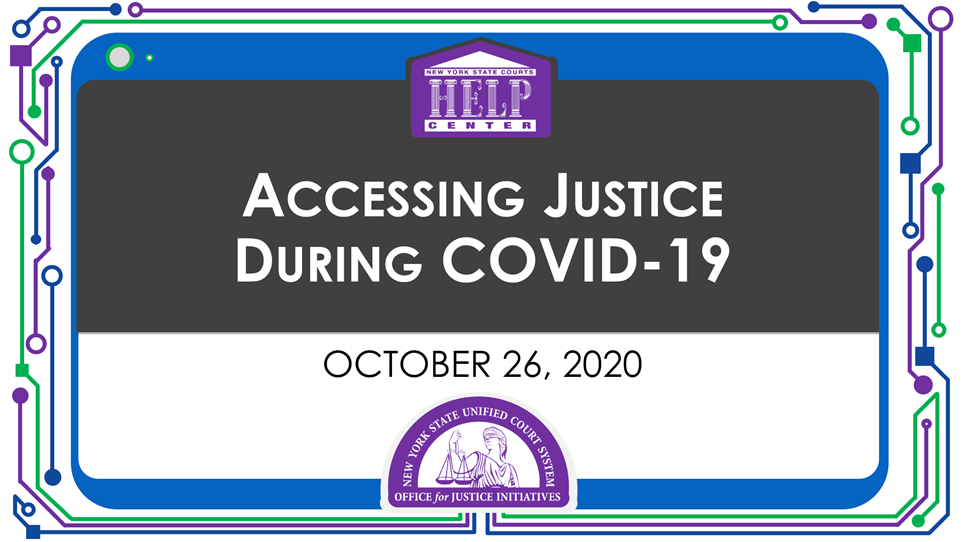 NEW YORK STATE COURTS
HELP
CENTER
ACCESSING JUSTICE
DURING COVID-19
OCTOBER 26, 2020
NEW YORK STATE UNIFIED COURT SYSTEM
OFFICE for JUSTICE INITIATIVES